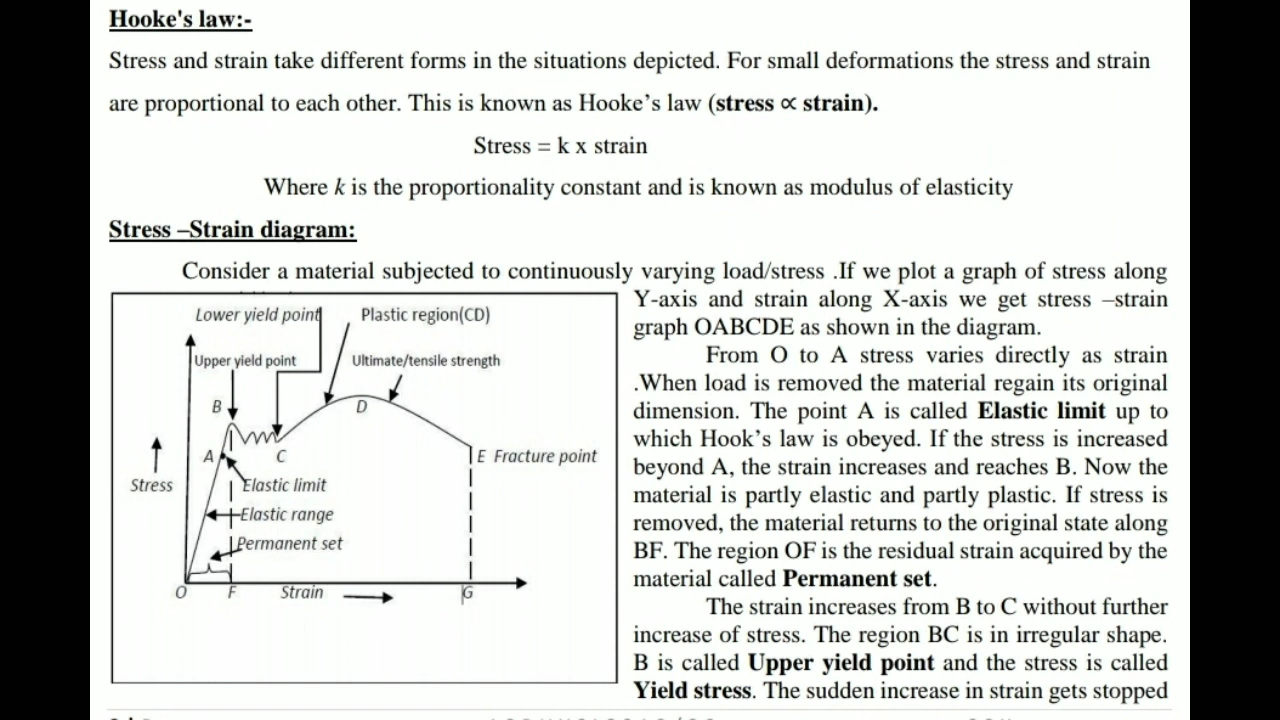 Hooke's law:-
Stress and strain take different forms in the situations depicted. For small deformations the stress and strain
are proportional to each other. This is known as Hooke’s law (stress ∝ strain).
Stress = k x strain
Where k is the proportionality constant and is known as modulus of elasticity
Stress –Strain diagram:
Consider a material subjected to continuously varying load/stress .If we plot a graph of stress along
Y-axis and strain along X-axis we get stress –strain
graph OABCDE as shown in the diagram.
From O to A stress varies directly as strain
.When load is removed the material regain its original
dimension. The point A is called Elastic limit up to
which Hook’s law is obeyed. If the stress is increased
beyond A, the strain increases and reaches B. Now the
material is partly elastic and partly plastic. If stress is
removed, the material returns to the original state along
BF. The region OF is the residual strain acquired by the
material called Permanent set.
The strain increases from B to C without further
increase of stress. The region BC is in irregular shape.
B is called Upper yield point and the stress is called
Yield stress. The sudden increase in strain gets stopped
Lower yield point
Plastic region(CD)
Upper yield point
Ultimate/tensile strength
B
D
A
C
E Fracture point
Stress
Elastic limit
Elastic range
Permanent set
O
F
Strain
G